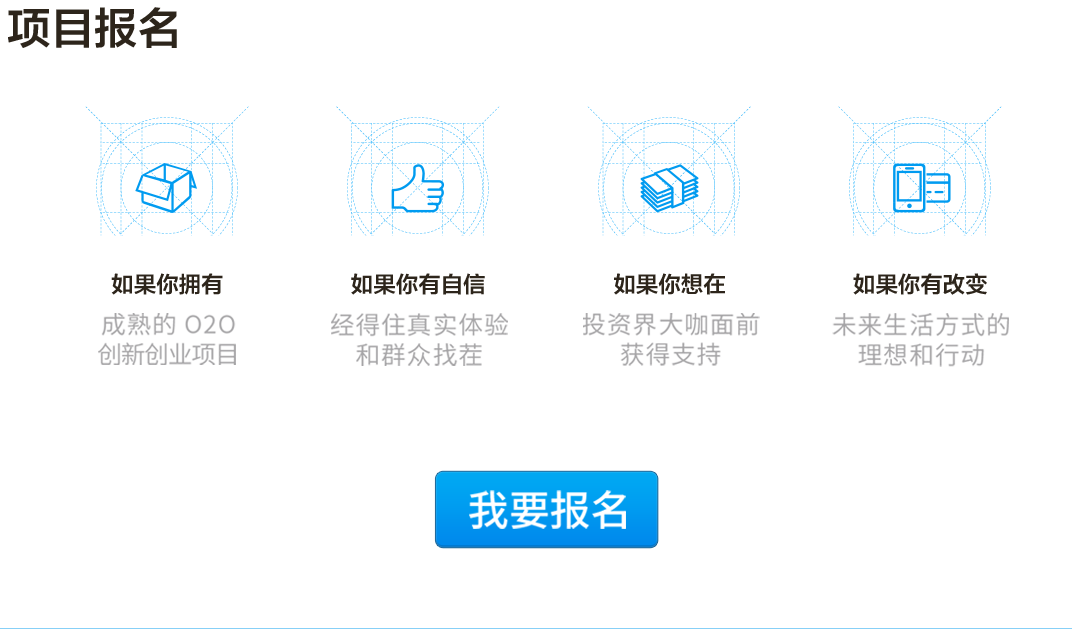 项目报名
如果你拥有
成熟的 O2O
创新创业项目
如果你有自信
经得住真实体验
和群众找茬
如果你想在
投资界大咖面前
获得支持
如果你有改变
未来生活方式的
理想和行动
我要报名